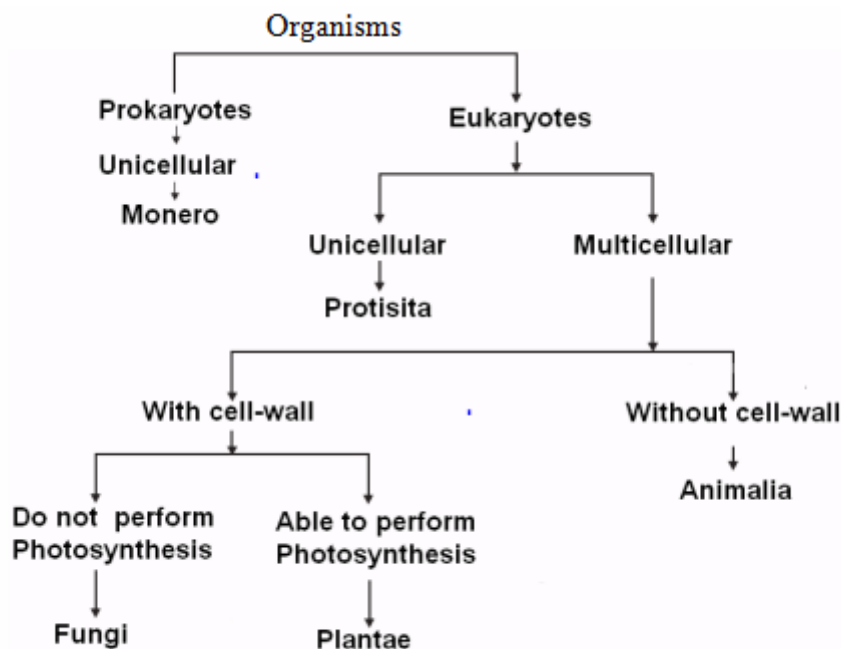 Organisms
Prokaryotes
Eukaryotes
Unicellular
Monero
Unicellular
Multicellular
Protisita
With cell-wall
Without cell-wall
Animalia
Do not perform
Photosynthesis
Able to perform
Photosynthesis
Fungi
Plantae